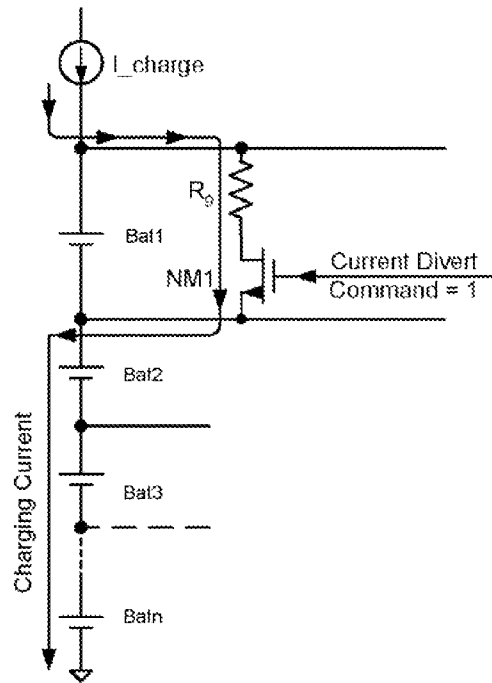 I_charge
R9
Bat1
NM1
Current Divert
Command = 1
Bat2
Bat3
Batn
Charging Current